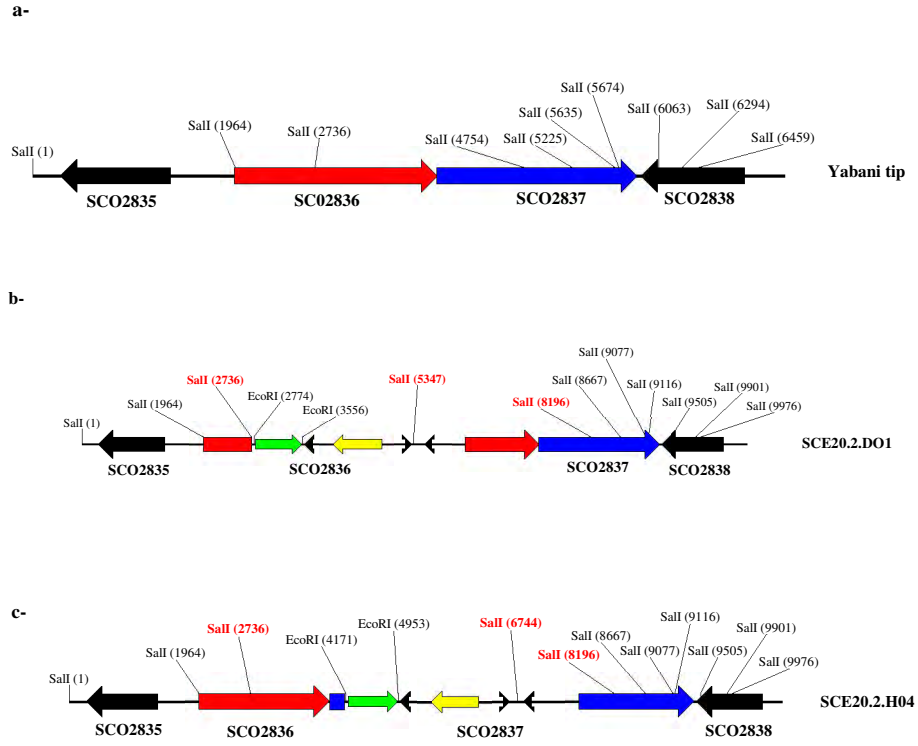 a-
SalI (5674)
SalI (5635)
SalI (6294)
SalI (6063)
SalI (1964)
SalI (2736)
SalI (4754)
SalI (5225)
SalI (6459)
SalI (1)
Yabani tip
SCO2835
SC02836
SCO2837
SCO2838
b-
SalI (9077)
SalI (2736)
SalI (5347)
SalI (8667)
SalI (9116)
SalI (9901)
EcoRI (2774)
SalI (1964)
EcoRI (3556)
SalI (8196)
SalI (9505)
SalI (9976)
SalI (1)
SCE20.2.DO1
SCO2835
SCO2836
SCO2837
SCO2838
c-
SalI (9116)
SalI (2736)
EcoRI (4953)
SalI (6744)
SalI (9901)
EcoRI (4171)
SalI (8667)
SalI (1964)
SalI (8196)
SalI (9077)
SalI (9505)
SalI (9976)
SalI (1)
SCE20.2.H04
SCO2835
SCO2836
SCO2837
SCO2838